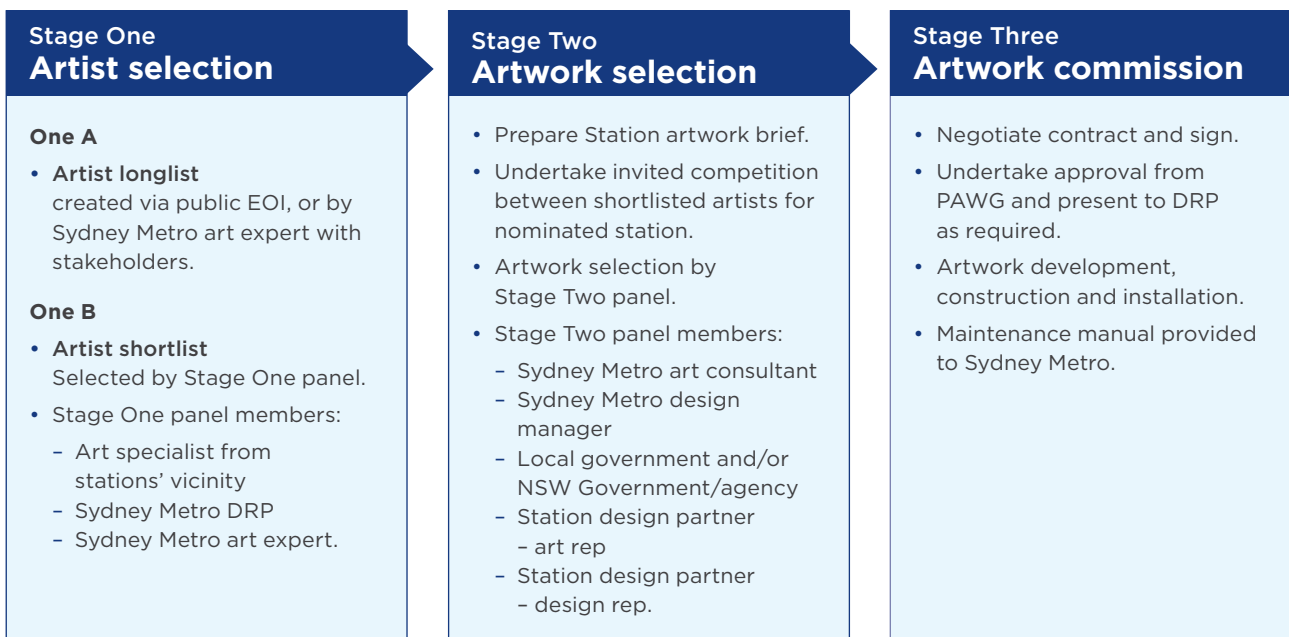 Stage One
Artist selection
One A
• Artist longlist
created via public EOI, or by
Sydney Metro art expert with
stakeholders.
One B
• Artist shortlist
Selected by Stage One panel.
• Stage One panel members:
– Art specialist from
stations’ vicinity
– Sydney Metro DRP
– Sydney Metro art expert.
Stage Two
Artwork selection
• Prepare Station artwork brief.
• Undertake invited competition
between shortlisted artists for
nominated station.
• Artwork selection by
Stage Two panel.
• Stage Two panel members:
– Sydney Metro art consultant
– Sydney Metro design
manager
– Local government and/or
NSW Government/agency
– Station design partner
– art rep
– Station design partner
– design rep.
Stage Three
Artwork commission
• Negotiate contract and sign.
• Undertake approval from
PAWG and present to DRP
as required.
• Artwork development,
construction and installation.
• Maintenance manual provided
to Sydney Metro.